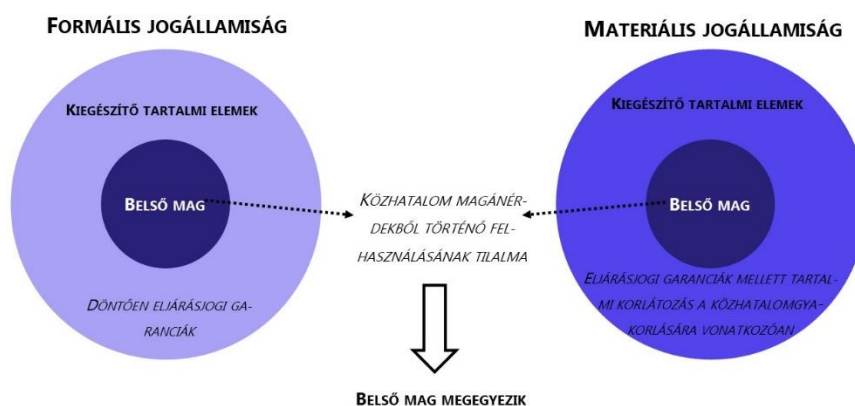 FORMÁLIS JOGÁLLAMISÁG
KIEGÉSZÍTŐ TARTALMI ELEMEK
BELSŐ MAG
DÖNTŐEN ELJÁRÁSJOGI GA-
RANCIÁK
KÖZHATALOM MAGÁNÉR-
DEKBŐL TÖRTÉNŐ FEL-
HASZNÁLÁSÁNAK TILALMA
BELSŐ MAG MEGEGYEZIK
MATERIÁLIS JOGÁLLAMISÁG
KIEGÉSZÍTŐ TARTALMI ELEMEK
BELSŐ MAG
ELJÁRÁSJOGI GARANCIÁK MELLETT TARTAL-
MI KORLÁTOZÁS A KÖZHATALOMGYA-
KORLÁSÁRA VONATKOZÓAN